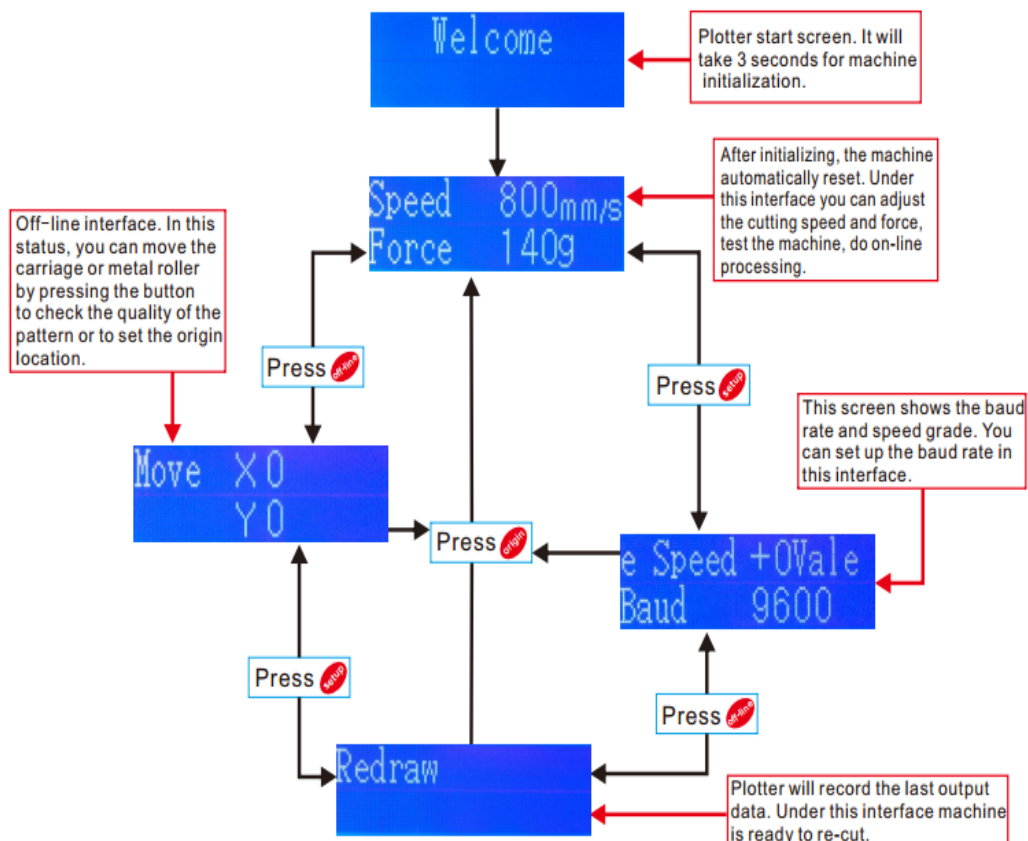 Welcome
Plotter start screen. It will
take 3 seconds for machine
initialization.
After initializing, the machine
automatically reset. Under
this interface you can adjust
the cutting speed and force,
test the machine, do on-line
processing.
Speed 800mm/s
Force 140g
Off-line interface. In this
status, you can move the
carriage or metal roller
by pressing the button
to check the quality of the
pattern or to set the origin
location.
Press off-line
Press setup
This screen shows the baud
rate and speed grade. You
can set up the baud rate in
this interface.
Move X0
Y0
Press origin
e Speed +0Vale
Baud 9600
Press setup
Press off-line
Redraw
Plotter will record the last output
data. Under this interface machine
is ready to re-cut.